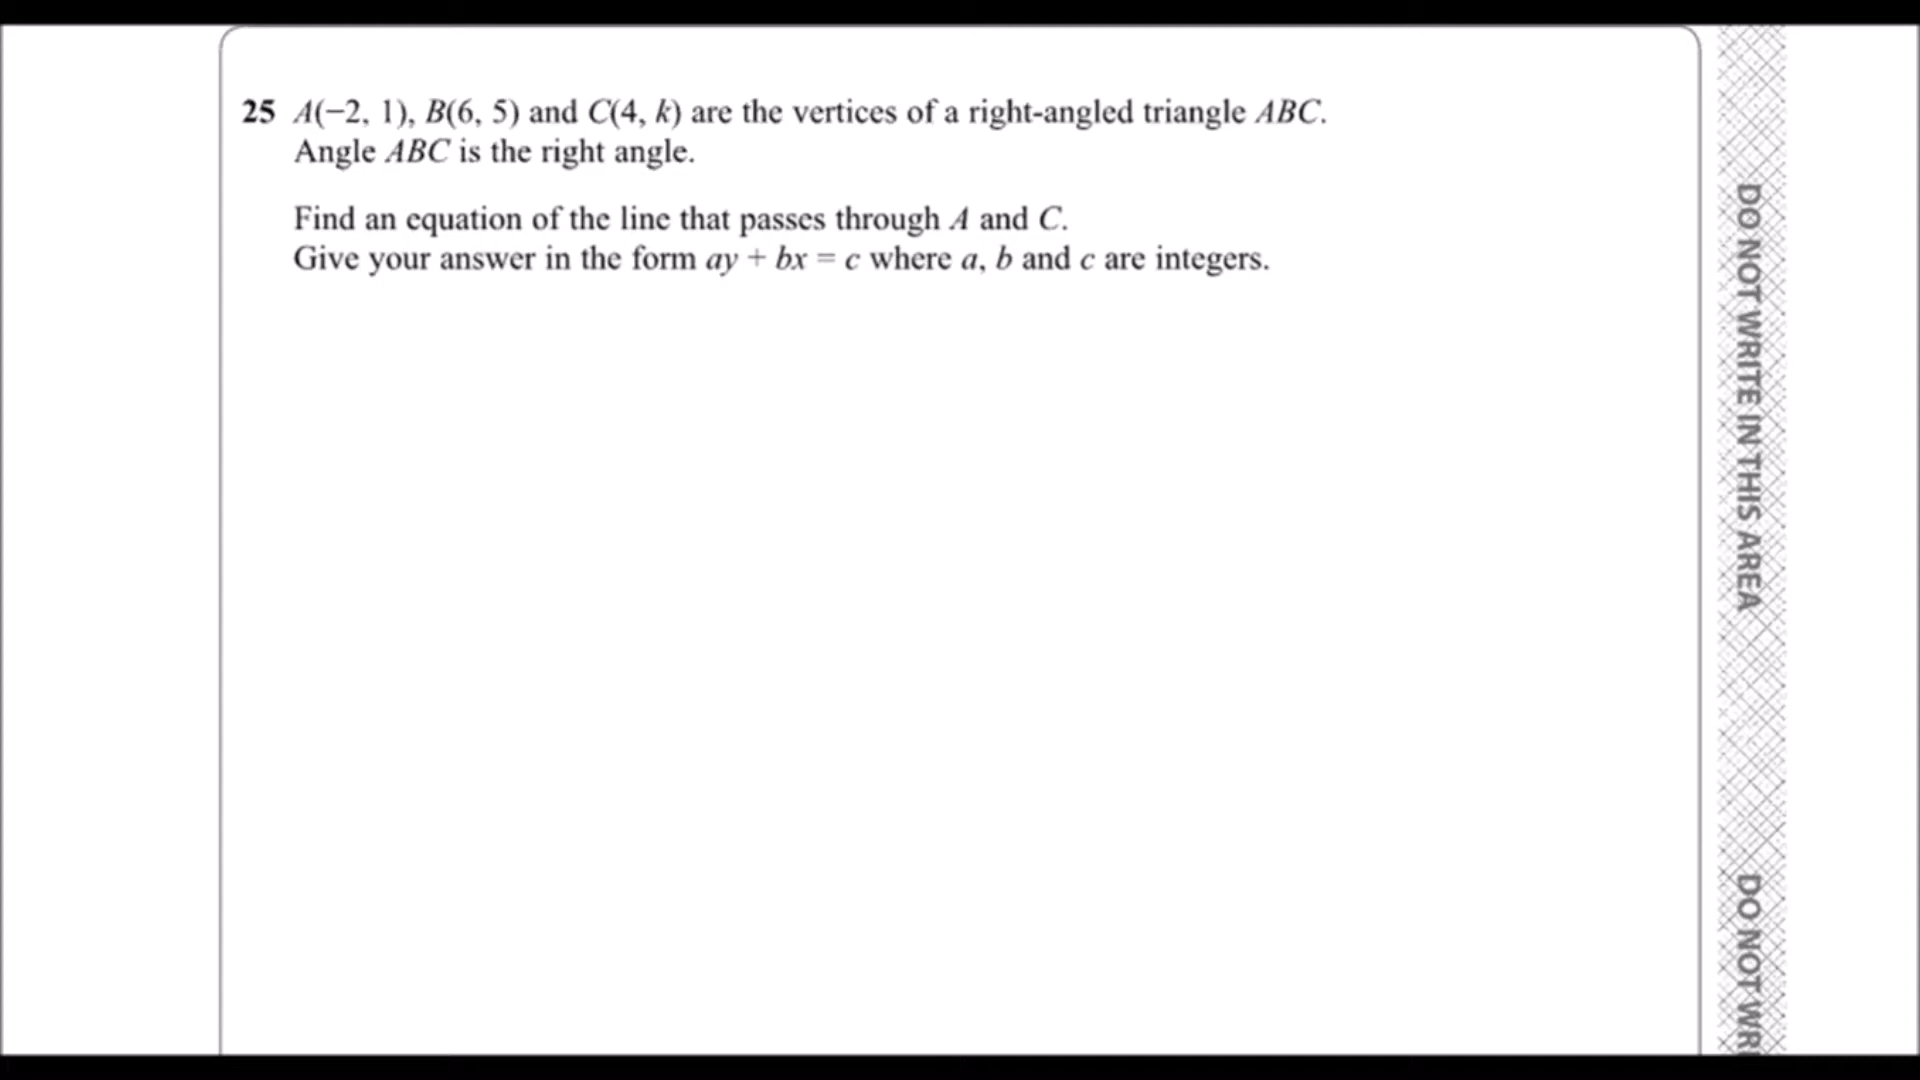 25 A(−2, 1), B(6, 5) and C(4, k) are the vertices of a right-angled triangle ABC.
Angle ABC is the right angle.
Find an equation of the line that passes through A and C.
Give your answer in the form ay + bx = c where a, b and c are integers.
DO NOT WRITE IN THIS AREA
DO NOT WRI